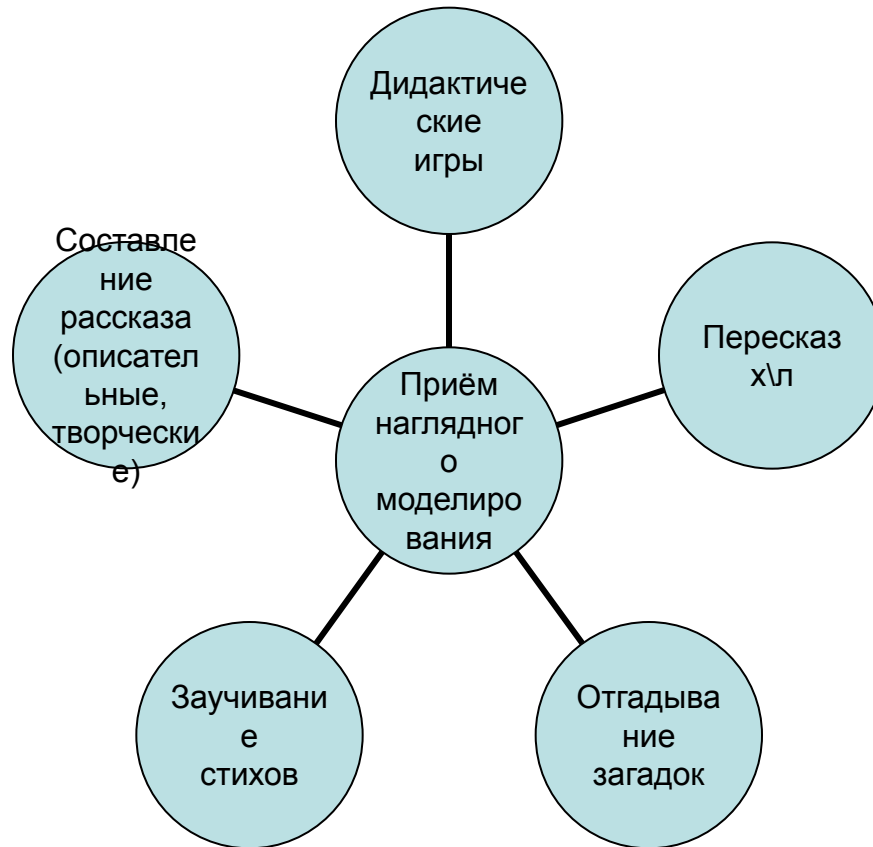 Дидактиче
ские
игры
Составле
ние
рассказа
(описател
ьные,
творчески
е)
Пересказ
х\л
Приём
наглядног
о
моделиро
вания
Заучивани
е
стихов
Отгадыва
ние
загадок